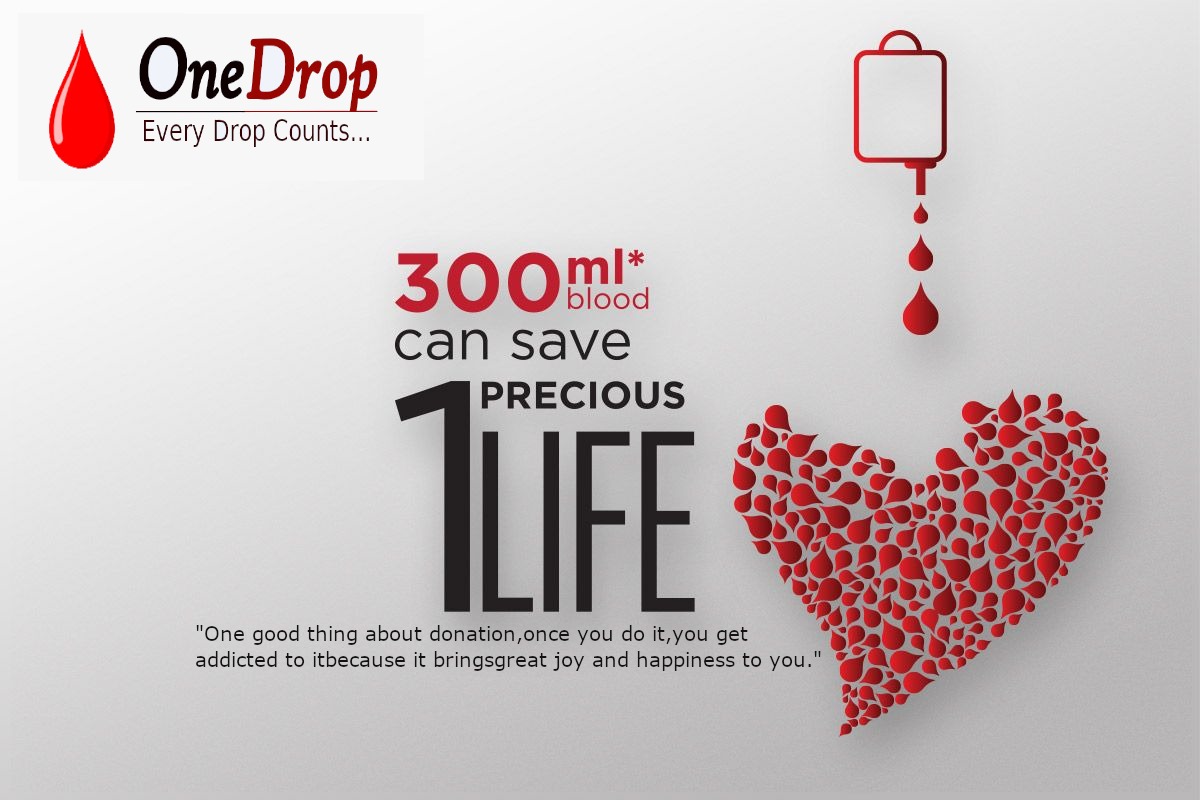 OneDrop
Every Drop Counts...
300ml*
blood
can save
1 PRECIOUS
LIFE
"One good thing about donation,once you do it,you get
addicted to itbecause it bringsgreat joy and happiness to you."